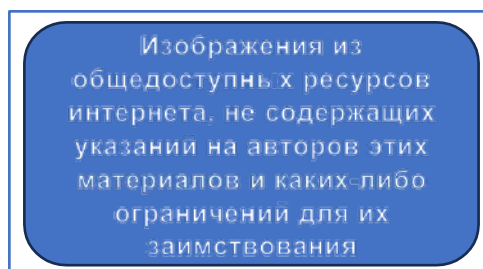 Изображения из
общедоступных ресурсов
интернета, не содержащих
указаний на авторов этих
материалов и каких-либо
ограничений для их
заимствования